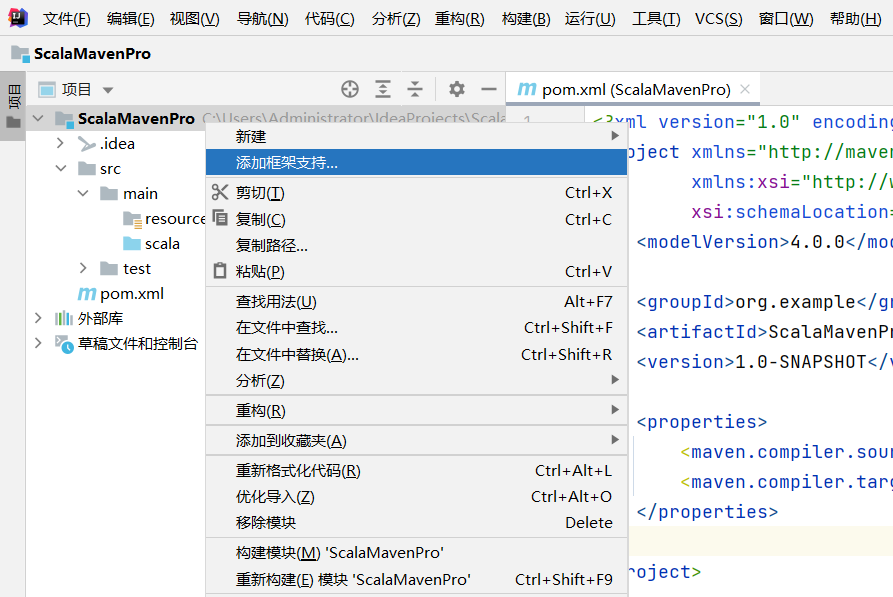 文件(F) 编辑(E) 视图(V) 导航(N) 代码(C) 分析(Z) 重构(R) 构建(B) 运行(U) 工具(T) VCS(S) 窗口(W) 帮助(H)
ScalaMavenPro
项目
项目
pom.xml (ScalaMavenPro)
ScalaMavenPro C:\Users\Administrator\IdeaProjects\Scala
.idea
src
main
resource
scala
test
pom.xml
外部库
草稿文件和控制台
新建
添加框架支持...
剪切(T) Ctrl+X
复制(C) Ctrl+C
复制路径...
粘贴(P) Ctrl+V
查找用法(U) Alt+F7
在文件中查找... Ctrl+Shift+F
在文件中替换(A)... Ctrl+Shift+R
分析(Z)
重构(R)
添加到收藏夹(A)
重新格式化代码(R) Ctrl+Alt+L
优化导入(Z) Ctrl+Alt+O
移除模块 Delete
构建模块(M) 'ScalaMavenPro'
重新构建(E) 模块 'ScalaMavenPro' Ctrl+Shift+F9
1 <?xml version="1.0" encoding
oject xmlns="http://maven
xmlns:xsi="http://w
xsi:schemaLocation=
<modelVersion>4.0.0</mod
<groupId>org.example</gr
<artifactId>ScalaMavenPr
<version>1.0-SNAPSHOT</v
<properties>
<maven.compiler.sour
<maven.compiler.targ
</properties>
roject>